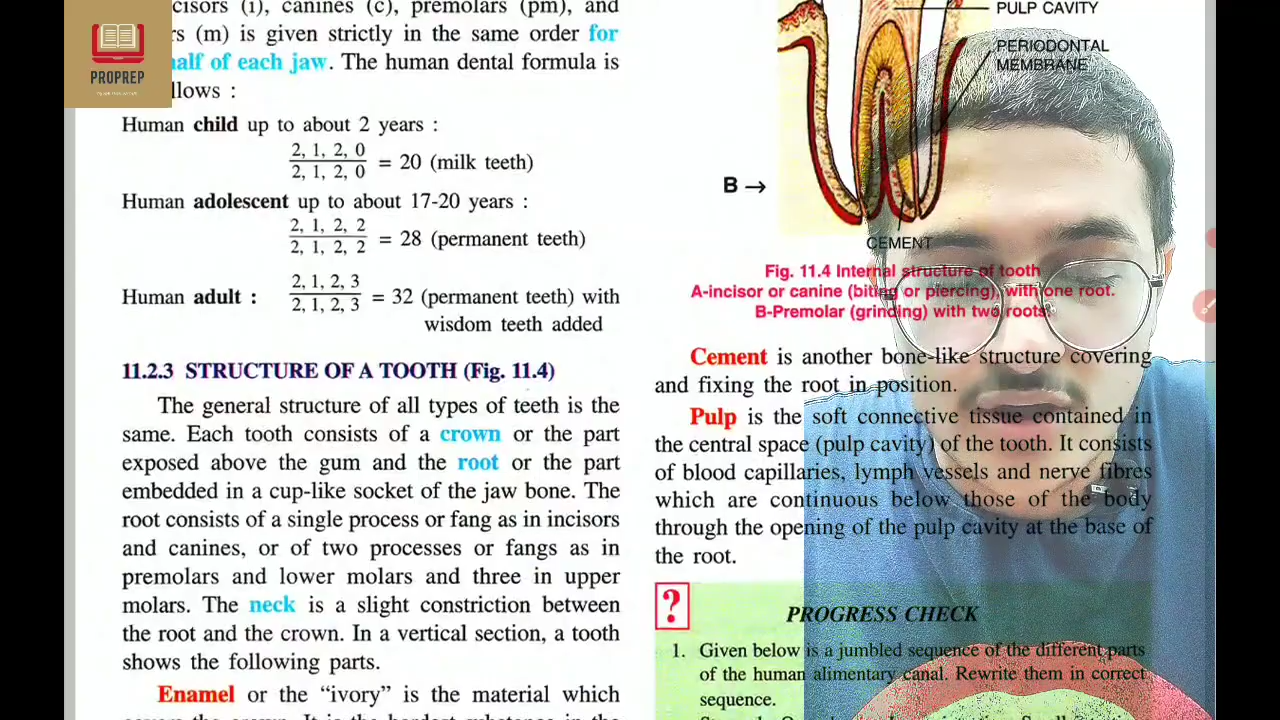 PROPREP
cisors (i), canines (c), premolars (pm), and
rs (m) is given strictly in the same order for
half of each jaw. The human dental formula is
llows :
Human child up to about 2 years :
2, 1, 2, 0
2, 1, 2, 0
= 20 (milk teeth)
Human adolescent up to about 17-20 years :
2, 1, 2, 2
2, 1, 2, 2
= 28 (permanent teeth)
Human adult :
2, 1, 2, 3
2, 1, 2, 3
= 32 (permanent teeth) with
wisdom teeth added
11.2.3 STRUCTURE OF A TOOTH (Fig. 11.4)
The general structure of all types of teeth is the
same. Each tooth consists of a crown or the part
exposed above the gum and the root or the part
embedded in a cup-like socket of the jaw bone. The
root consists of a single process or fang as in incisors
and canines, or of two processes or fangs as in
premolars and lower molars and three in upper
molars. The neck is a slight constriction between
the root and the crown. In a vertical section, a tooth
shows the following parts.
Enamel or the “ivory” is the material which
PULP CAVITY
PERIODONTAL
MEMBRANE
B →
CEMENT
Fig. 11.4 Internal structure of tooth
A-incisor or canine (biting or piercing), with one root.
B-Premolar (grinding) with two roots.
Cement is another bone-like structure covering
and fixing the root in position.
Pulp is the soft connective tissue contained in
the central space (pulp cavity) of the tooth. It consists
of blood capillaries, lymph vessels and nerve fibres
which are continuous below those of the body
through the opening of the pulp cavity at the base of
the root.
?
PROGRESS CHECK
1. Given below is a jumbled sequence of the different parts
of the human alimentary canal. Rewrite them in correct
sequence.